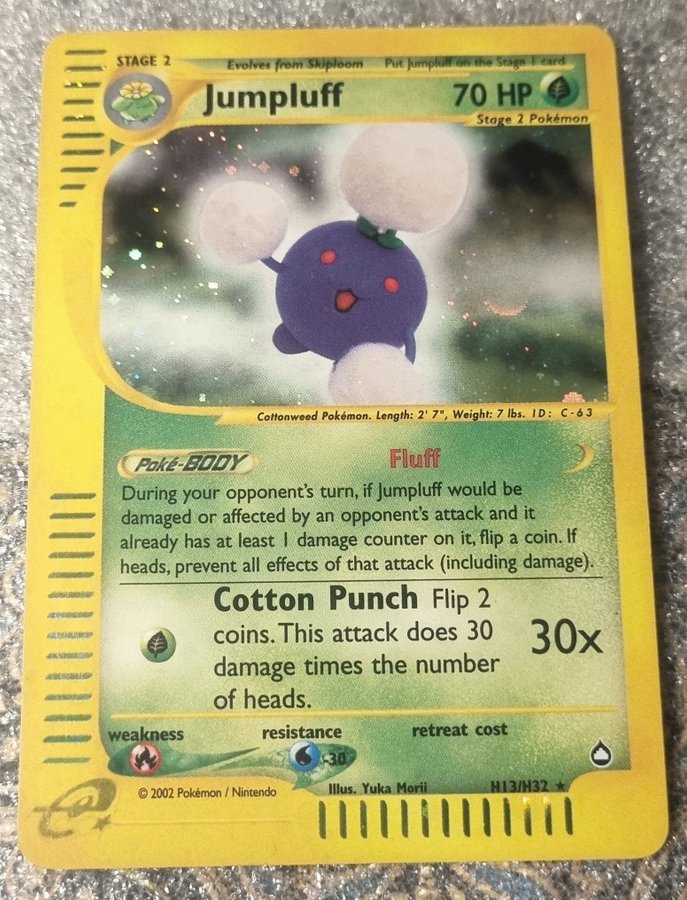 STAGE 2 Evolves from Skiploom Put Jumpluff on the Stage 1 card
Jumpluff 70 HP
Stage 2 Pokémon
Cottonweed Pokémon. Length: 2' 7", Weight: 7 lbs. ID: C-63
Poké-BODY Fluff
During your opponent's turn, if Jumpluff would be
damaged or affected by an opponent's attack and it
already has at least 1 damage counter on it, flip a coin. If
heads, prevent all effects of that attack (including damage).
Cotton Punch Flip 2
coins. This attack does 30
damage times the number
of heads.
30x
weakness resistance retreat cost
-30
© 2002 Pokémon / Nintendo Illus. Yuka Morii H13/H32 ★